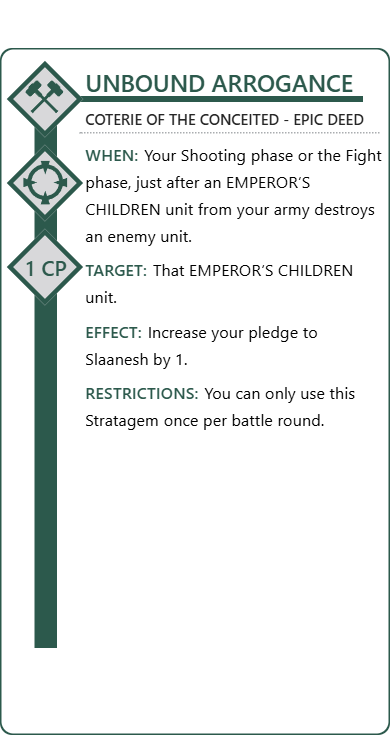 UNBOUND ARROGANCE
COTERIE OF THE CONCEITED - EPIC DEED
WHEN: Your Shooting phase or the Fight
phase, just after an EMPEROR’S
CHILDREN unit from your army destroys
an enemy unit.
1 CP
TARGET: That EMPEROR’S CHILDREN
unit.
EFFECT: Increase your pledge to
Slaanesh by 1.
RESTRICTIONS: You can only use this
Stratagem once per battle round.